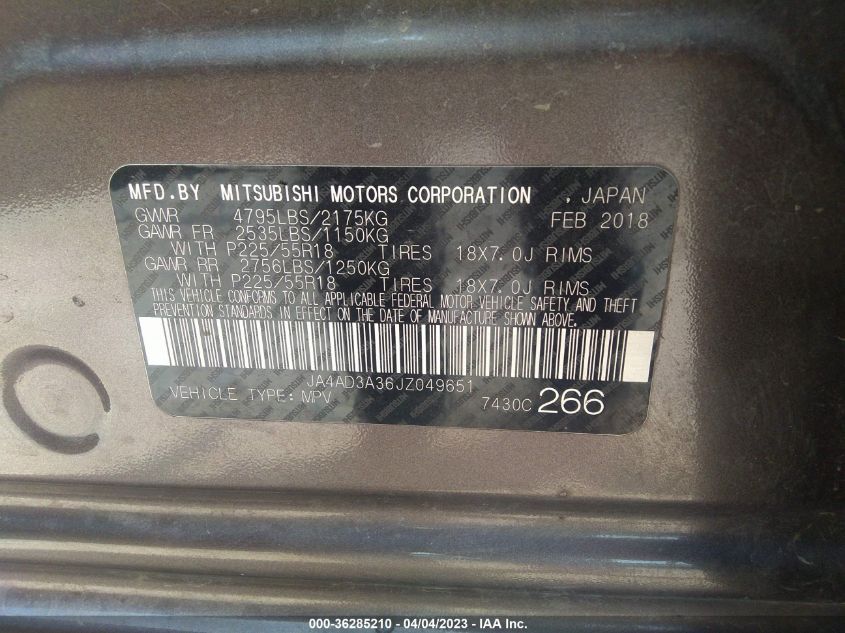 MFD.BY MITSUBISHI MOTORS CORPORATION , JAPAN
GVWR 4795LBS/2175KG FEB 2018
GAWR FR 2535LBS/1150KG
WITH P225/55R18 TIRES 18X7.0J RIMS
GAWR RR 2756LBS/1250KG
WITH P225/55R18 TIRES 18X7.0J RIMS
THIS VEHICLE CONFORMS TO ALL APPLICABLE FEDERAL MOTOR VEHICLE SAFETY AND THEFT
PREVENTION STANDARDS IN EFFECT ON THE DATE OF MANUFACTURE SHOWN ABOVE.
JA4AD3A36JZ049651
VEHICLE TYPE: MPV 7430C 266
000-36285210 - 04/04/2023 - IAA Inc.